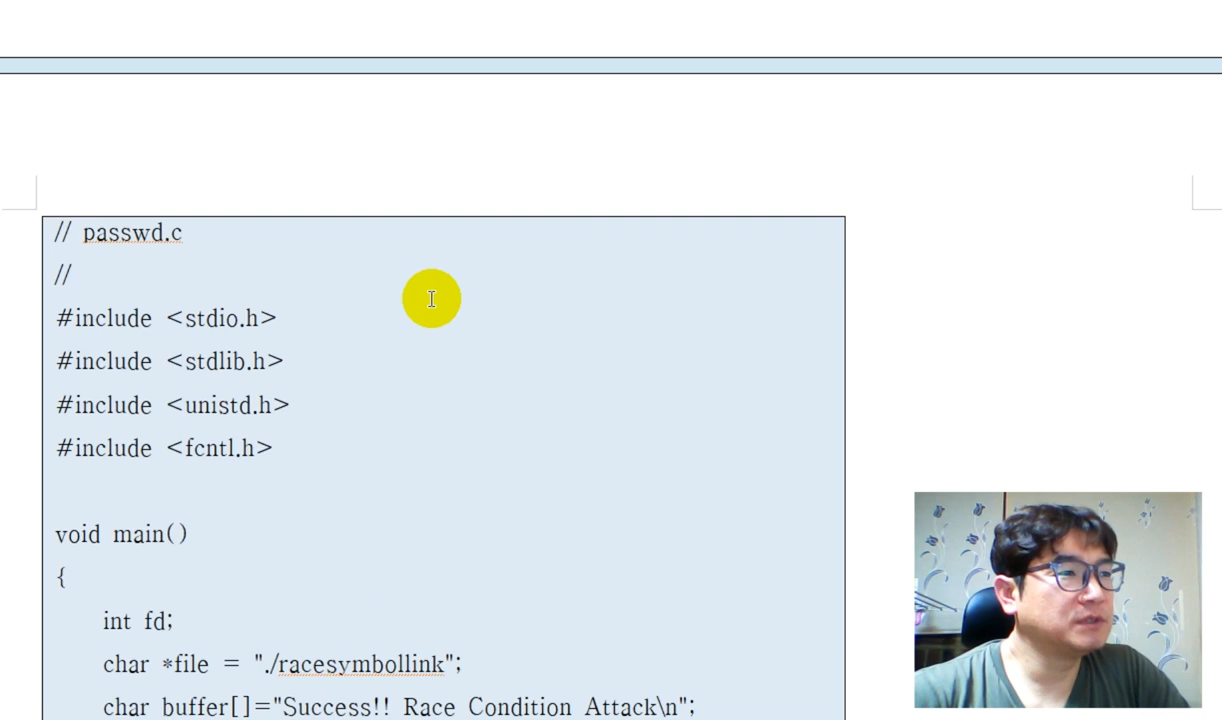 // passwd.c
//
#include <stdio.h>
#include <stdlib.h>
#include <unistd.h>
#include <fcntl.h>
void main()
{
int fd;
char *file = "./racesymbollink";
char buffer[]="Success!! Race Condition Attack\n";